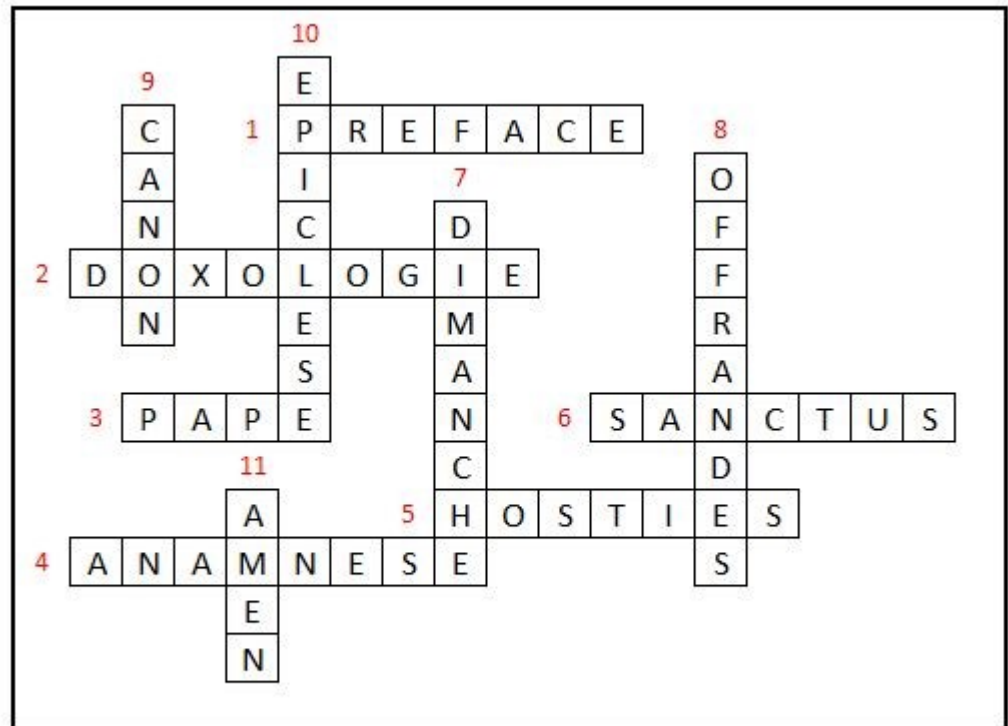 10
9 E
C 1 P R E F A C E 8
A I 7 O
N C D F
2 D O X O L O G I E F
N E M R
S A A
3 P A P E N 6 S A N C T U S
11 C D
A 5 H O S T I E S
4 A N A M N E S E S
E
N